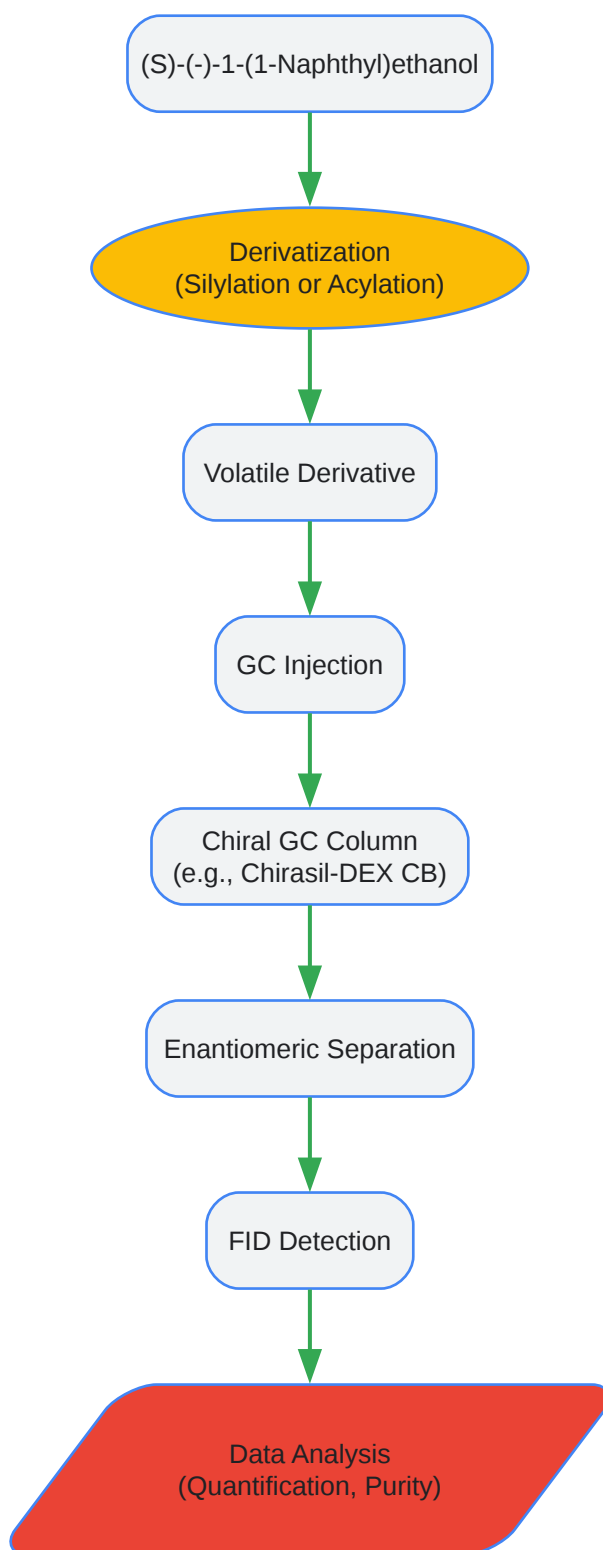 (S)-(-)-1-(1-Naphthyl)ethanol
Derivatization
(Silylation or Acylation)
Volatile Derivative
GC Injection
Chiral GC Column
(e.g., Chirasil-DEX CB)
Enantiomeric Separation
FID Detection
Data Analysis
(Quantification, Purity)